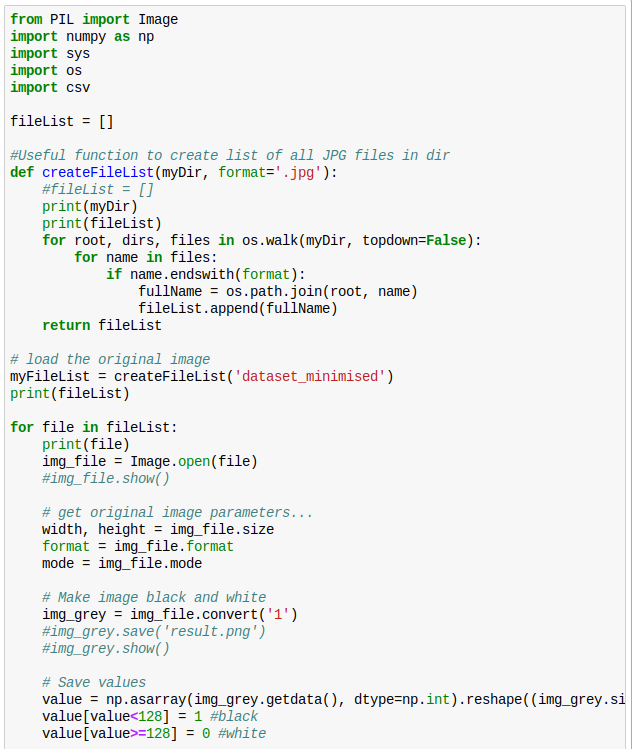 from PIL import Image
import numpy as np
import sys
import os
import csv

fileList = []

#Useful function to create list of all JPG files in dir
def createFileList(myDir, format='.jpg'):
    #fileList = []
    print(myDir)
    print(fileList)
    for root, dirs, files in os.walk(myDir, topdown=False):
        for name in files:
            if name.endswith(format):
                fullName = os.path.join(root, name)
                fileList.append(fullName)
    return fileList

# load the original image
myFileList = createFileList('dataset_minimised')
print(fileList)

for file in fileList:
    print(file)
    img_file = Image.open(file)
    #img_file.show()

    # get original image parameters...
    width, height = img_file.size
    format = img_file.format
    mode = img_file.mode

    # Make image black and white
    img_grey = img_file.convert('1')
    #img_grey.save('result.png')
    #img_grey.show()

    # Save values
    value = np.asarray(img_grey.getdata(), dtype=np.int).reshape((img_grey.si
    value[value<128] = 1 #black
    value[value>=128] = 0 #white